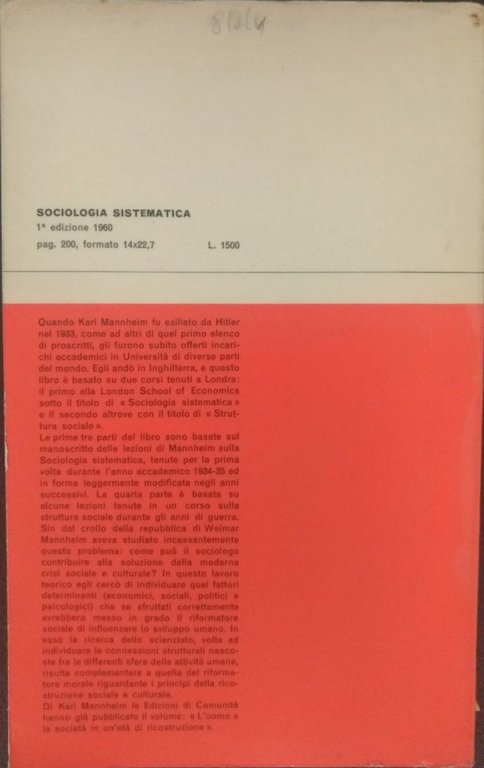 SOCIOLOGIA SISTEMATICA
1ª edizione 1960
pag. 200, formato 14x22,7 L. 1500
Quando Karl Mannheim fu esiliato da Hitler
nel 1933, come ad altri di quel primo elenco
di proscritti, gli furono subito offerti incari-
chi accademici in Università di diverse parti
del mondo. Egli andò in Inghilterra, e questo
libro è basato su due corsi tenuti a Londra:
il primo alla London School of Economics
sotto il titolo di « Sociologia sistematica »
e il secondo altrove con il titolo di « Strut-
tura sociale ».
Le prime tre parti del libro sono basate sul
manoscritto delle lezioni di Mannheim sulla
Sociologia sistematica, tenute per la prima
volta durante l'anno accademico 1934-35 ed
in forma leggermente modificata negli anni
successivi. La quarta parte è basata su
alcune lezioni tenute in un corso sulla
struttura sociale durante gli anni di guerra.
Sin dal crollo della repubblica di Weimar
Mannheim aveva studiato incessantemente
questo problema: come può il sociologo
contribuire alla soluzione della moderna
crisi sociale e culturale? In questo lavoro
teorico egli cercò di individuare quei fattori
determinanti (economici, sociali, politici e
psicologici) che se sfruttati correttamente
avrebbero messo in grado il riformatore
sociale di influenzare lo sviluppo umano. In
esso la ricerca dello scienziato, volta ad
individuare le connessioni strutturali nasco-
ste fra le differenti sfere della attività umana,
risulta complementare a quella del riforma-
tore morale riguardante i principi della rico-
struzione sociale e culturale.
Di Karl Mannheim le Edizioni di Comunità
hanno già pubblicato il volume: « L'uomo e
la società in un'età di ricostruzione ».